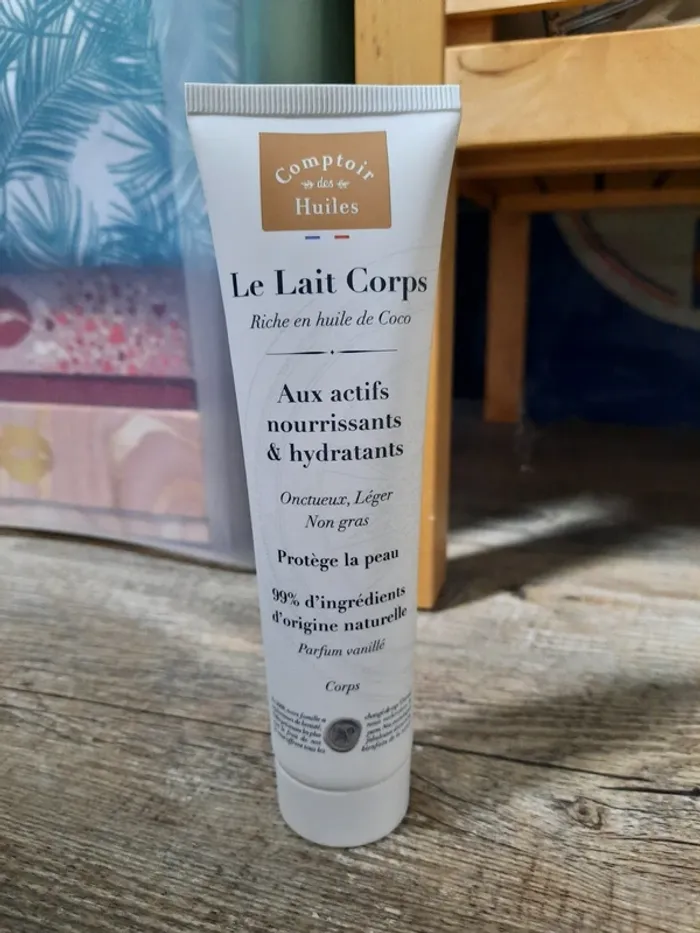 Comptoir
des
Huiles
Le Lait Corps
Riche en huile de Coco
Aux actifs
nourrissants
& hydratants
Onctueux, Léger
Non gras
Protège la peau
99% d'ingrédients
d'origine naturelle
Parfum vanillé
Corps